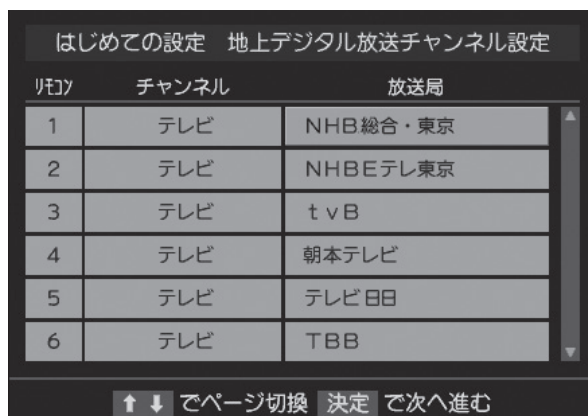 はじめての設定 地上デジタル放送チャンネル設定
ﾘﾓｺﾝ チャンネル 放送局
1 テレビ NHB総合・東京
2 テレビ NHBEテレ東京
3 テレビ tvB
4 テレビ 朝本テレビ
5 テレビ テレビ日日
6 テレビ TBB
⬆⬇でページ切換 決定 で次へ進む